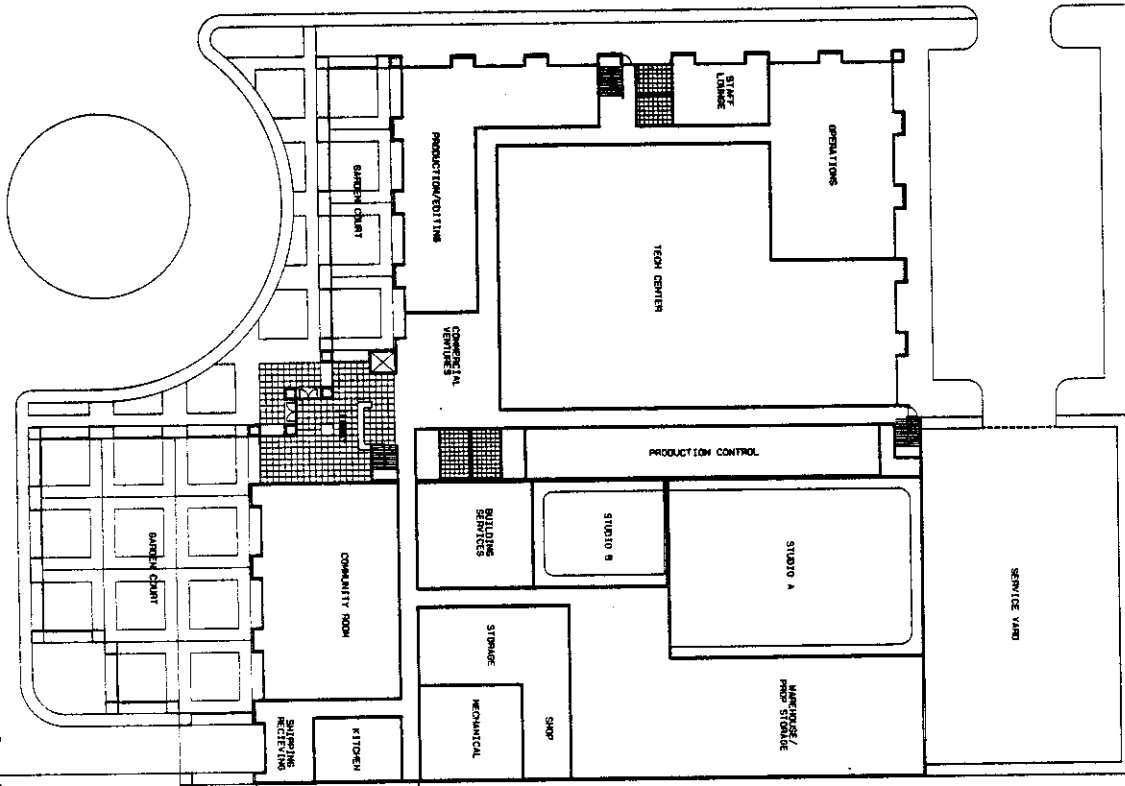 STAFF
LOUNGE
OPERATIONS
PRODUCTION/EDITING
GARDEN COURT
TECH CENTER
COMMERCIAL
VENTURES
PRODUCTION CONTROL
BUILDING
SERVICES
STUDIO B
STUDIO A
SERVICE YARD
GARDEN COURT
COMMUNITY ROOM
STORAGE
MECHANICAL
SHOP
WAREHOUSE/
PROP STORAGE
SHIPPING
RECIEVING
KITCHEN